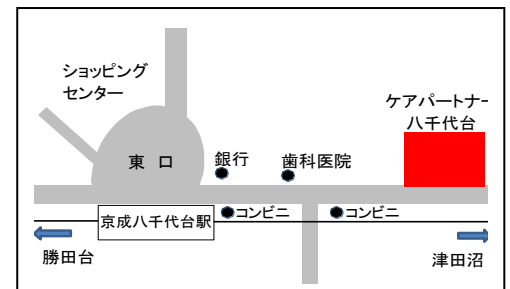 ショッピング
センター
ケアパートナー
八千代台
東 口
銀行
歯科医院
コンビニ
コンビニ
京成八千代台駅
勝田台
津田沼